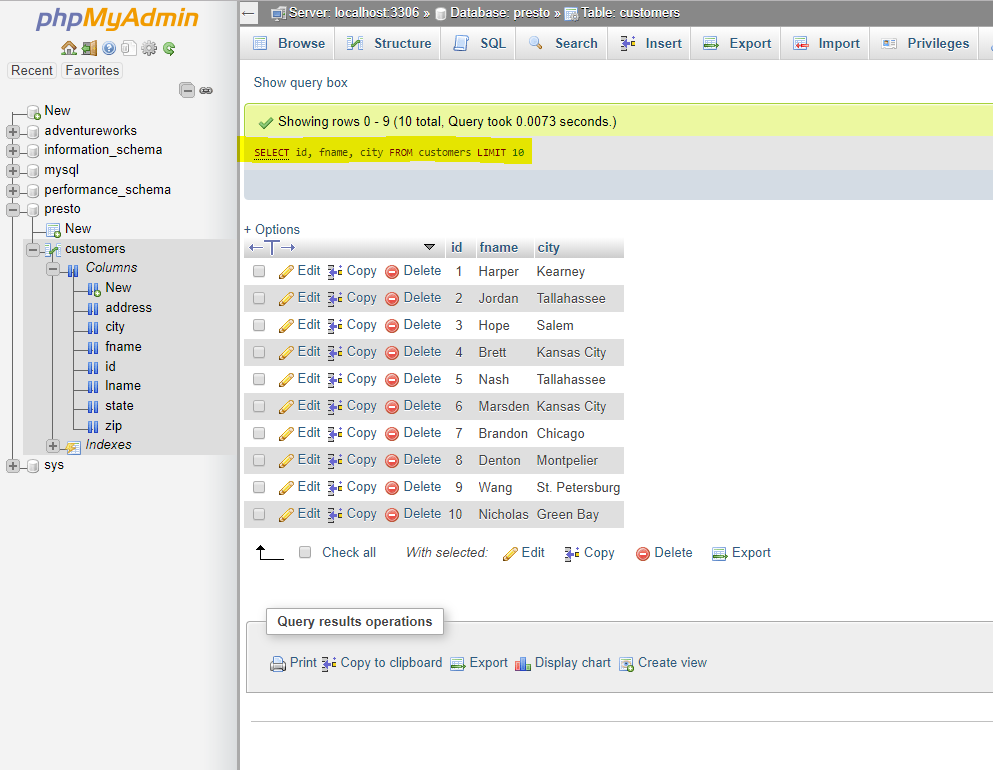 phpMyAdmin
Recent Favorites
New
adventureworks
information_schema
mysql
performance_schema
presto
New
customers
Columns
New
address
city
fname
id
lname
state
zip
Indexes
sys
Server: localhost:3306 » Database: presto » Table: customers
Browse Structure SQL Search Insert Export Import Privileges
Show query box
Showing rows 0 - 9 (10 total, Query took 0.0073 seconds.)
SELECT id, fname, city FROM customers LIMIT 10
+ Options
←T→ id fname city
Edit Copy Delete 1 Harper Kearney
Edit Copy Delete 2 Jordan Tallahassee
Edit Copy Delete 3 Hope Salem
Edit Copy Delete 4 Brett Kansas City
Edit Copy Delete 5 Nash Tallahassee
Edit Copy Delete 6 Marsden Kansas City
Edit Copy Delete 7 Brandon Chicago
Edit Copy Delete 8 Denton Montpelier
Edit Copy Delete 9 Wang St. Petersburg
Edit Copy Delete 10 Nicholas Green Bay
Check all With selected: Edit Copy Delete Export
Query results operations
Print Copy to clipboard Export Display chart Create view